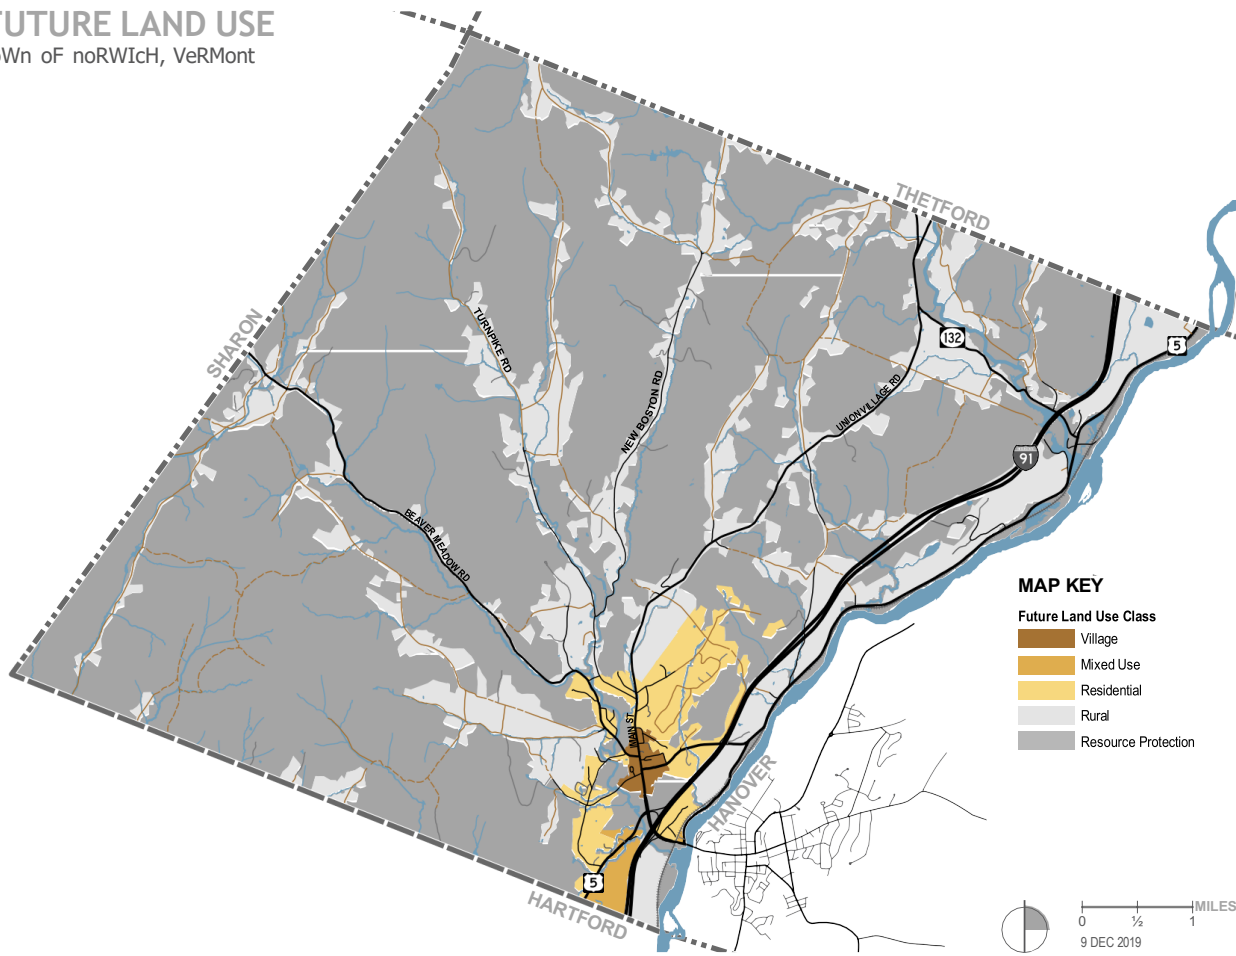 FUTURE LAND USE
oWn oF noRWIcH, VeRMont
THETFORD
SHARON
TURNPIKE RD
132
5
NEW BOSTON RD
UNION VILLAGE RD
91
BEAVER MEADOW RD
MAP KEY
Future Land Use Class
Village
Mixed Use
Residential
Rural
Resource Protection
MAIN ST
HANOVER
5
HARTFORD
MILES
0 ½ 1
9 DEC 2019